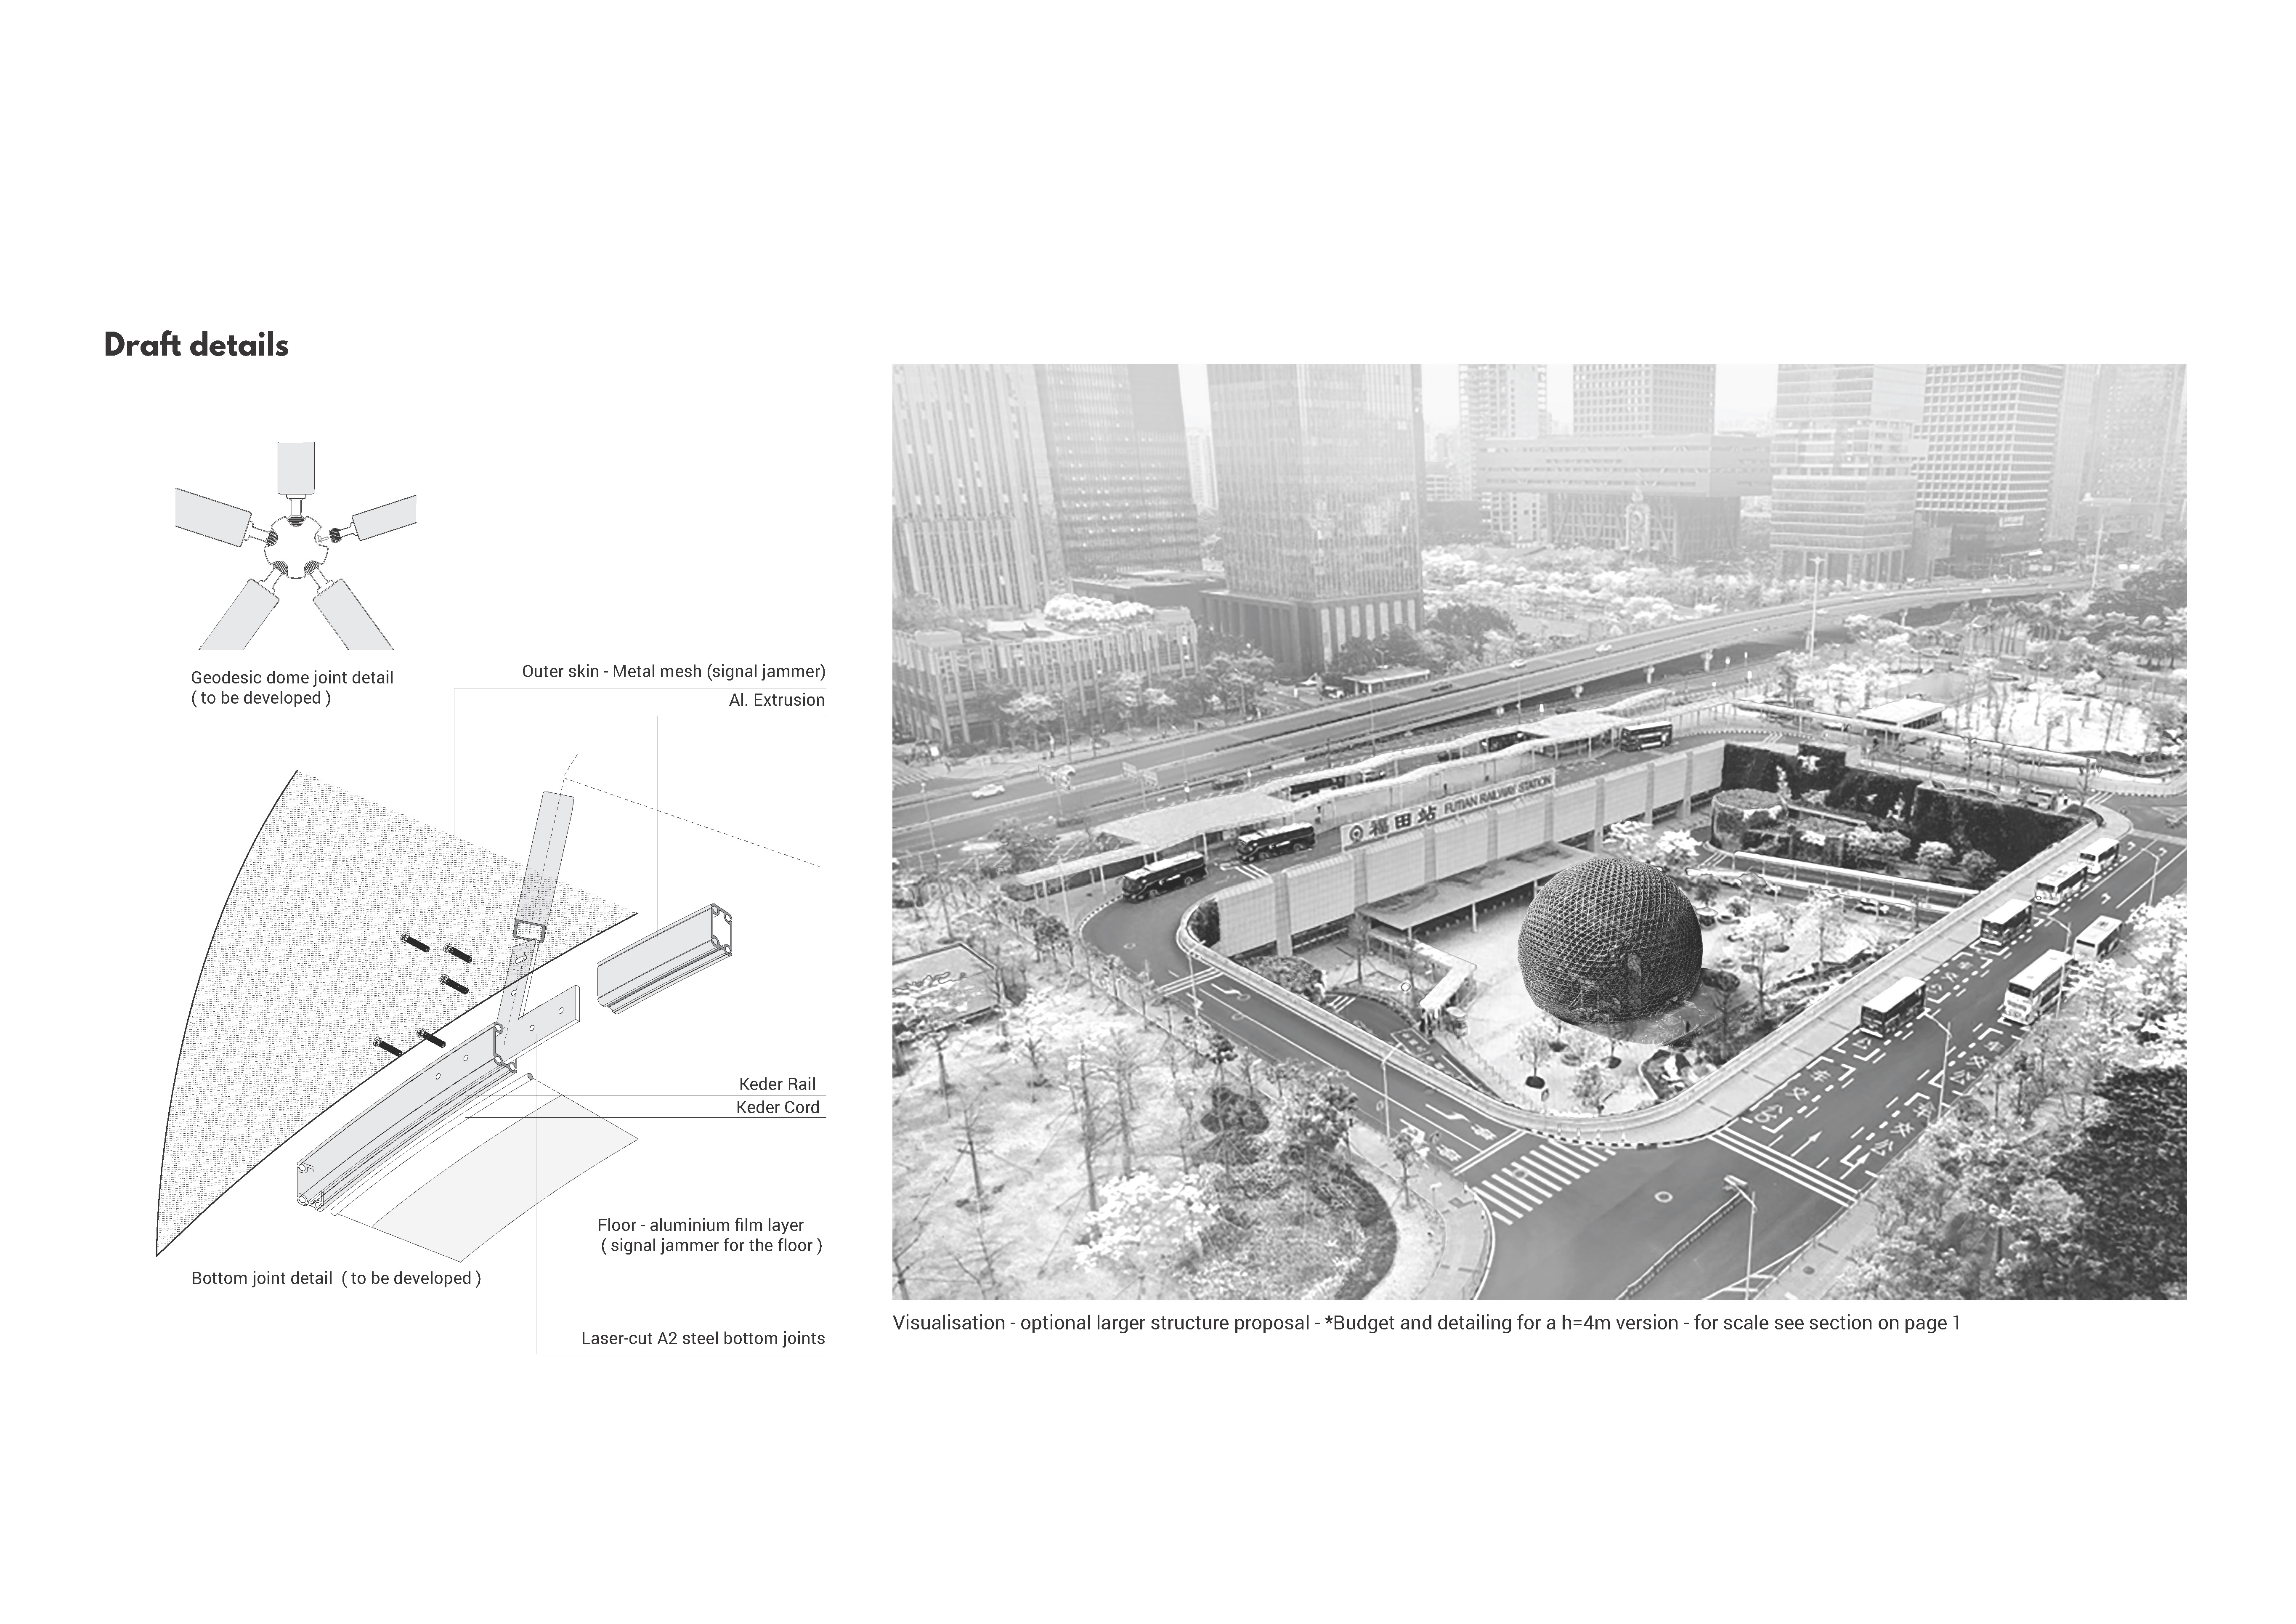 Draft details
Geodesic dome joint detail
( to be developed )
Outer skin - Metal mesh (signal jammer)
Al. Extrusion
Keder Rail
Keder Cord
Floor - aluminium film layer
( signal jammer for the floor )
Bottom joint detail ( to be developed )
Laser-cut A2 steel bottom joints
福田站 FUTIAN RAILWAY STATION
Visualisation - optional larger structure proposal - *Budget and detailing for a h=4m version - for scale see section on page 1